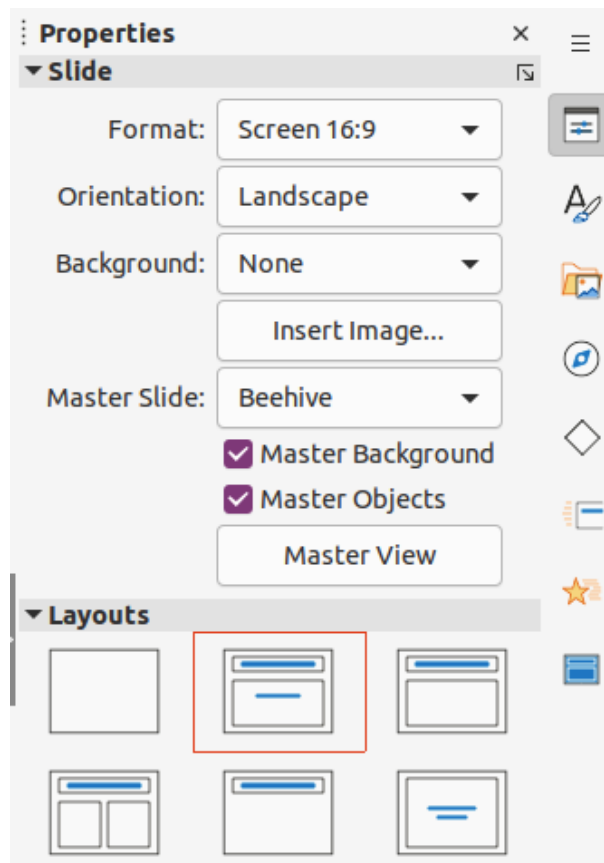 Properties
Slide
Format: Screen 16:9
Orientation: Landscape
Background: None
Insert Image...
Master Slide: Beehive
Master Background
Master Objects
Master View
Layouts